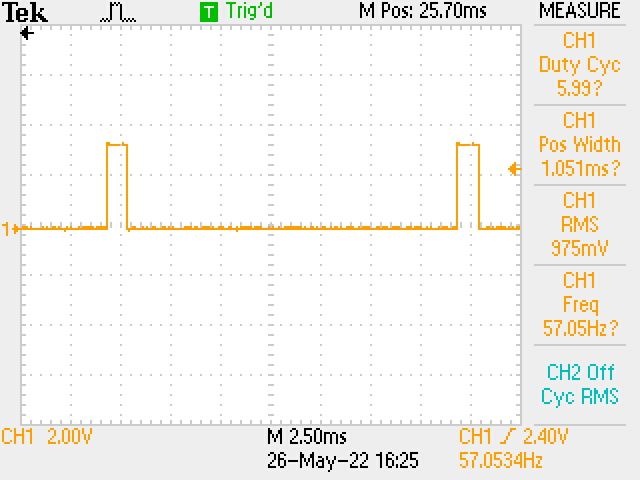 Tek T Trig'd M Pos: 25.70ms MEASURE
CH1
Duty Cyc
5.99?
CH1
Pos Width
1.051ms?
CH1
RMS
975mV
CH1
Freq
57.05Hz?
CH2 Off
Cyc RMS
1
CH1 2.00V M 2.50ms CH1 2.40V
26-May-22 16:25 57.0534Hz